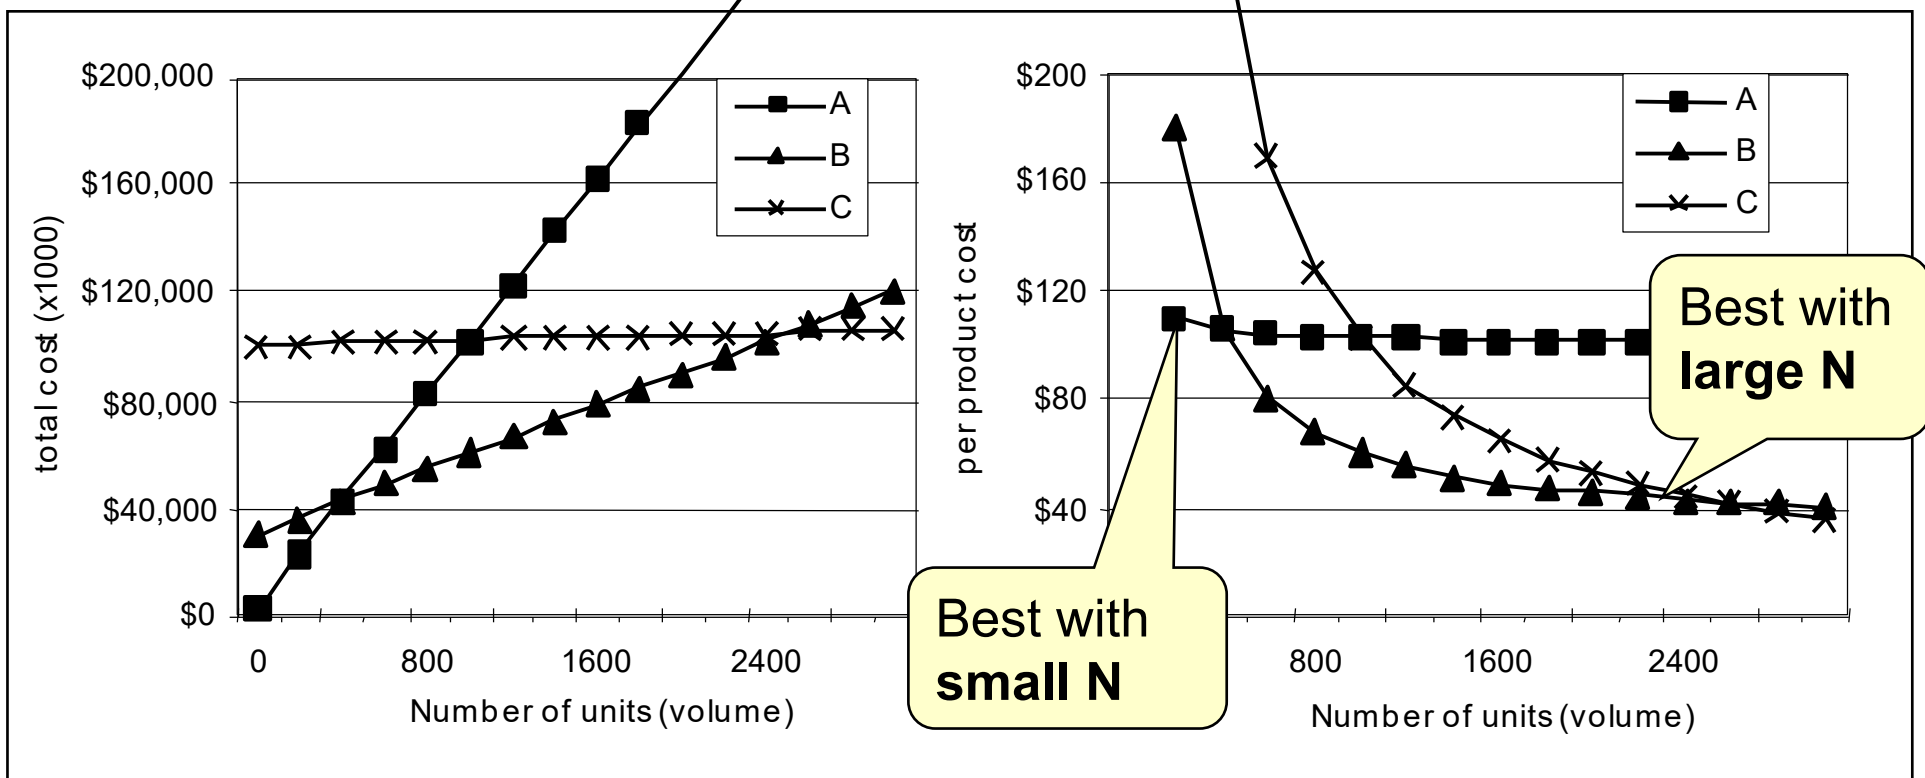 $200,000
$160,000
$120,000
$80,000
$40,000
$0
total cost (x1000)
0 800 1600 2400
Number of units (volume)
A
B
C
$200
$160
$120
$80
$40
per product cost
800 1600 2400
Number of units (volume)
A
B
C
Best with
small N
Best with
large N